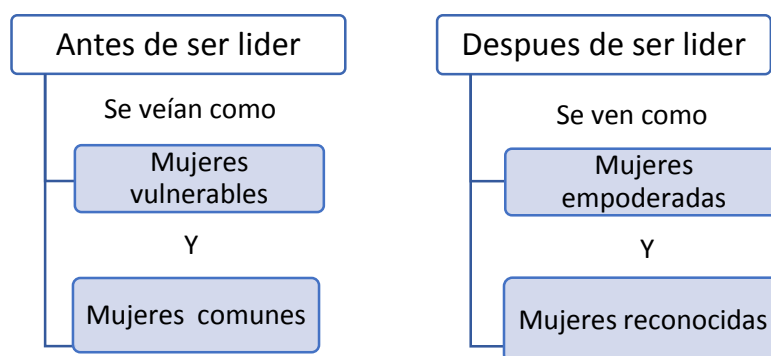 Antes de ser lider
Se veían como
Mujeres
vulnerables
Y
Mujeres comunes
Despues de ser lider
Se ven como
Mujeres
empoderadas
Y
Mujeres reconocidas